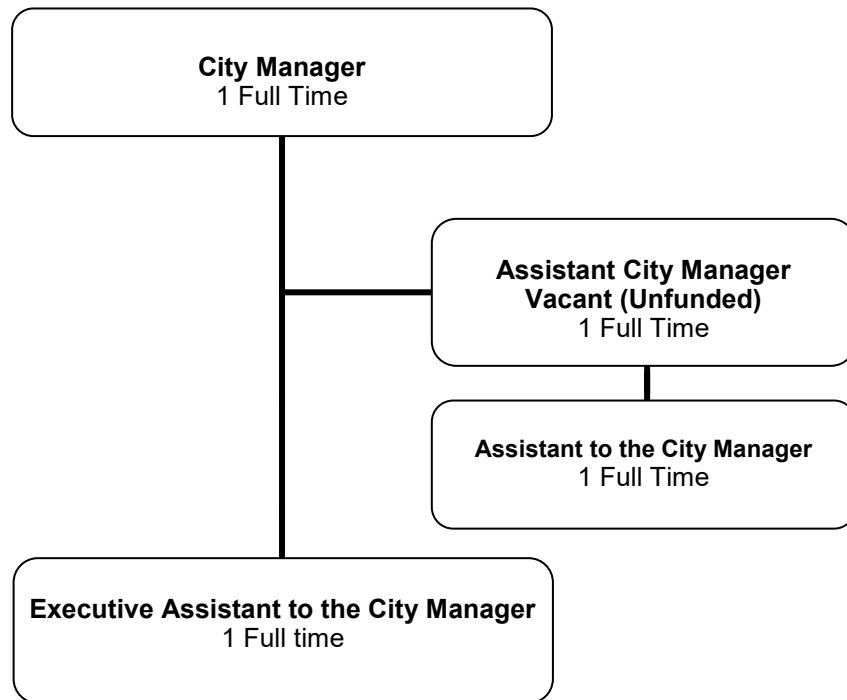 City Manager
1 Full Time
Assistant City Manager
Vacant (Unfunded)
1 Full Time
Assistant to the City Manager
1 Full Time
Executive Assistant to the City Manager
1 Full time